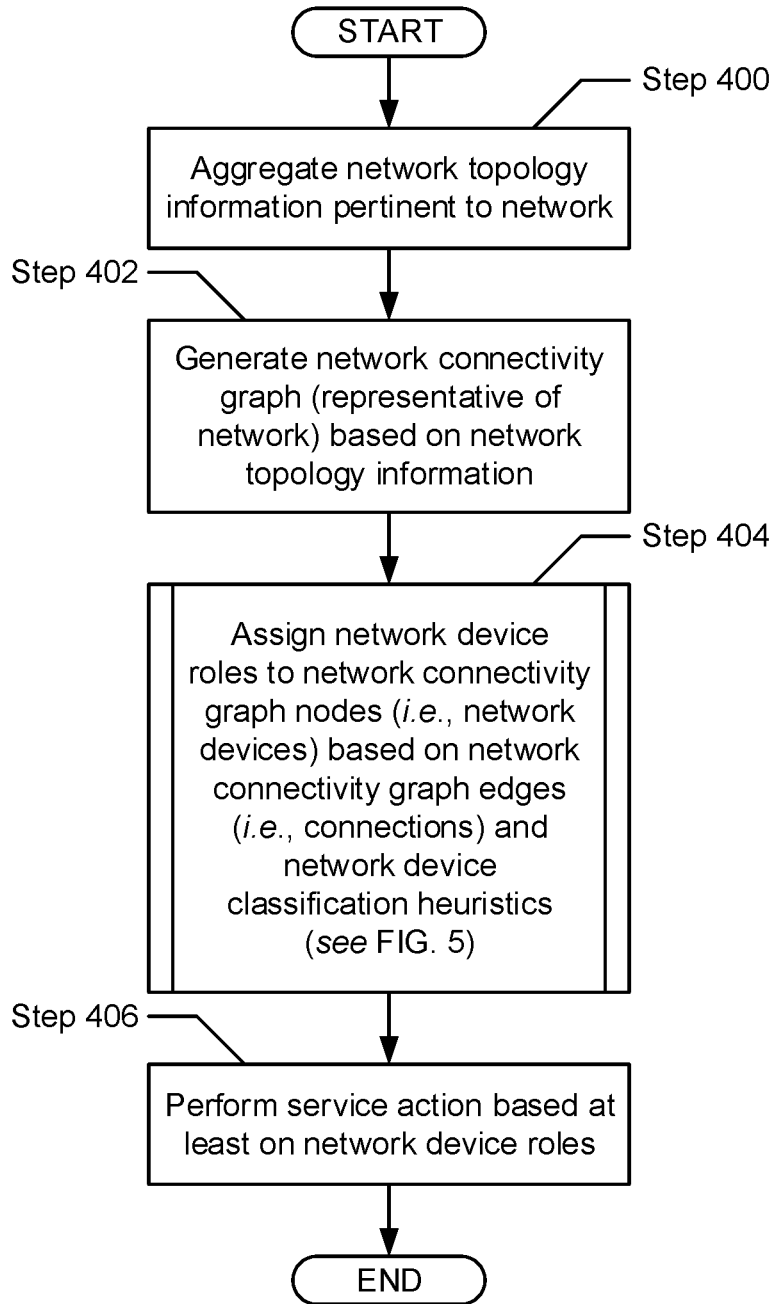 START
Step 400
Aggregate network topology
information pertinent to network
Step 402
Generate network connectivity
graph (representative of
network) based on network
topology information
Step 404
Assign network device
roles to network connectivity
graph nodes (i.e., network
devices) based on network
connectivity graph edges
(i.e., connections) and
network device
classification heuristics
(see FIG. 5)
Step 406
Perform service action based at
least on network device roles
END